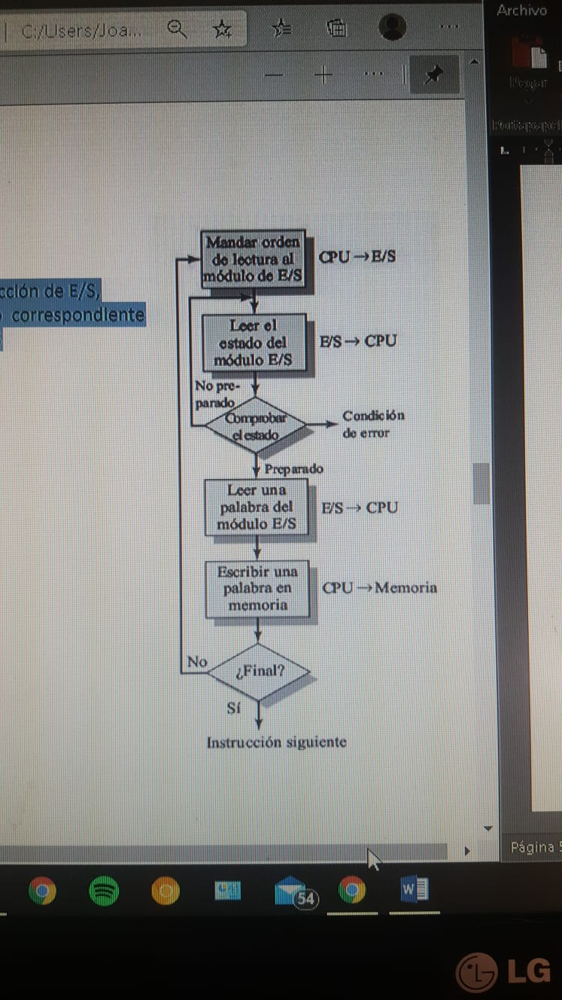 Archivo
C:/Users/Joa...
Pegar
L
cción de E/S,
correspondiente
Mandar orden
de lectura al
módulo de E/S
CPU → E/S
Leer el
estado del
módulo E/S
E/S → CPU
No pre-
parado
Comprobar
el estado
Condición
de error
Preparado
Leer una
palabra del
módulo E/S
E/S → CPU
Escribir una
palabra en
memoria
CPU → Memoria
No
¿Final?
Sí
Instrucción siguiente
Página 5
54
W
LG